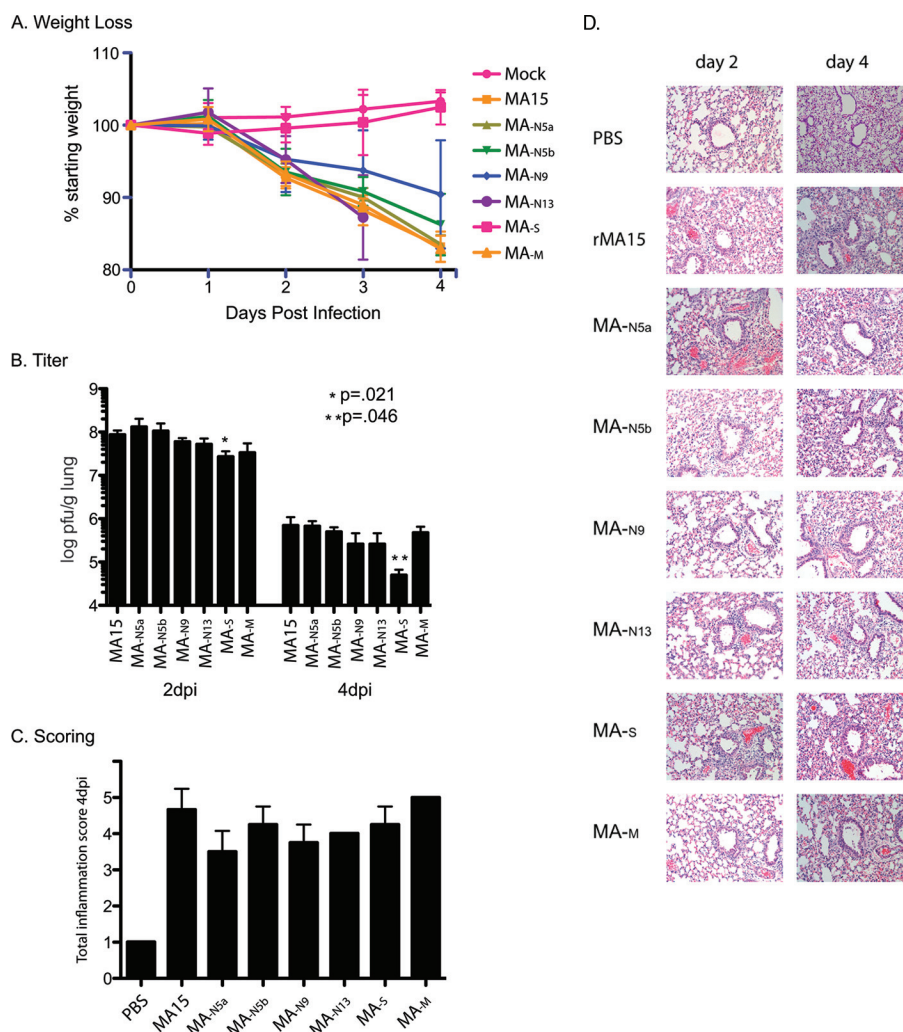 A. Weight Loss
110
100
90
80
% starting weight
0 1 2 3 4
Days Post Infection
Mock
MA15
MA-N5a
MA-N5b
MA-N9
MA-N13
MA-S
MA-M
B. Titer
* p=.021
**p=.046
9
8
7
6
5
4
log pfu/g lung
*
**
MA15 MA-N5a MA-N5b MA-N9 MA-N13 MA-S MA-M MA15 MA-N5a MA-N5b MA-N9 MA-N13 MA-S MA-M
2dpi 4dpi
C. Scoring
5
4
3
2
1
0
Total inflammation score 4dpi
PBS MA15 MA-N5a MA-N5b MA-N9 MA-N13 MA-S MA-M
D.
day 2 day 4
PBS
rMA15
MA-N5a
MA-N5b
MA-N9
MA-N13
MA-S
MA-M